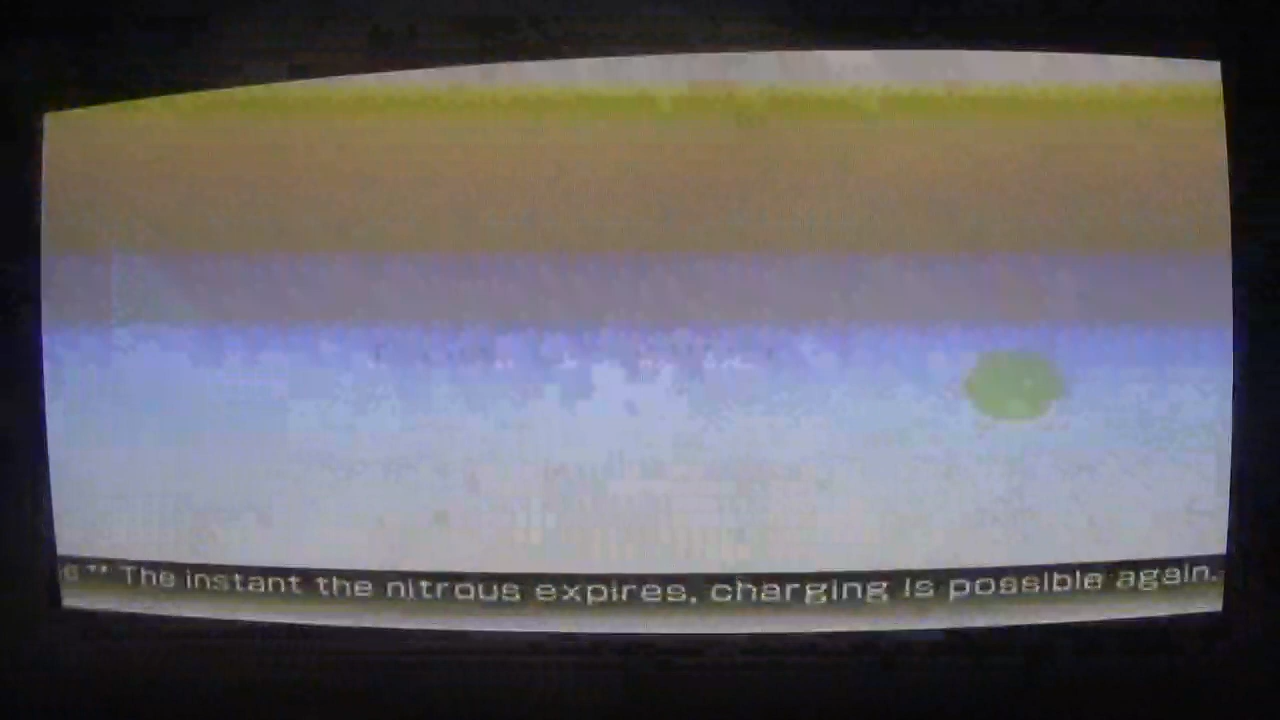 ** The instant the nitrous expires, charging is possible again.